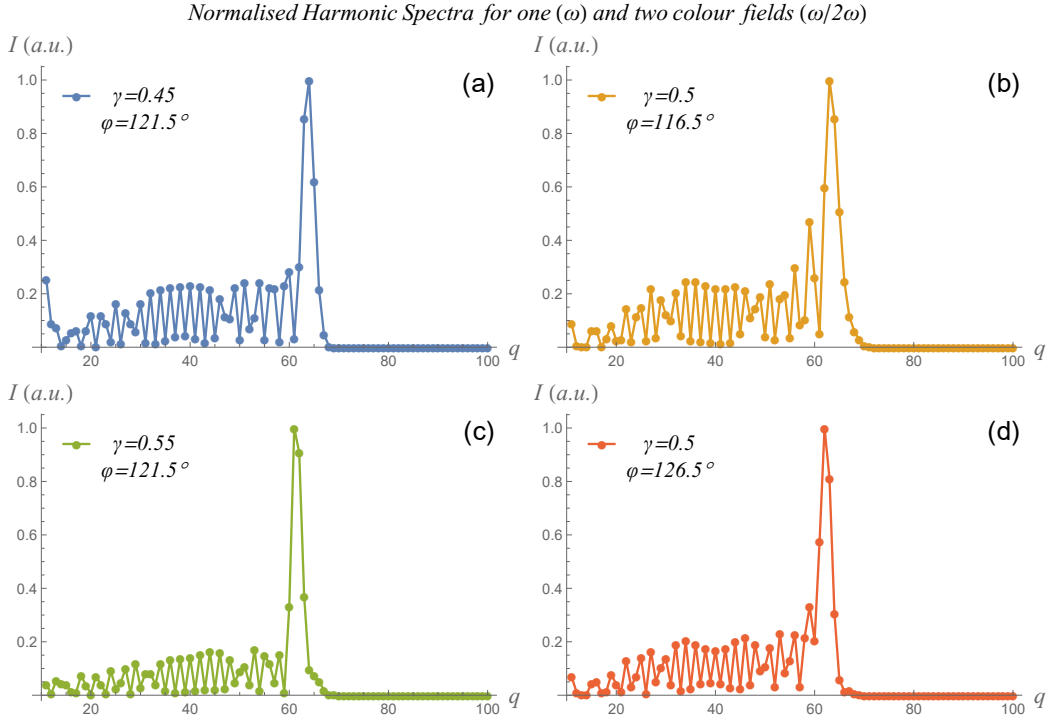 Normalised Harmonic Spectra for one (ω) and two colour fields (ω/2ω)
I (a.u.)
1.0
0.8
0.6
0.4
0.2
20
40
60
80
100
q
γ=0.45
φ=121.5°
(a)
I (a.u.)
1.0
0.8
0.6
0.4
0.2
20
40
60
80
100
q
γ=0.5
φ=116.5°
(b)
I (a.u.)
1.0
0.8
0.6
0.4
0.2
20
40
60
80
100
q
γ=0.55
φ=121.5°
(c)
I (a.u.)
1.0
0.8
0.6
0.4
0.2
20
40
60
80
100
q
γ=0.5
φ=126.5°
(d)